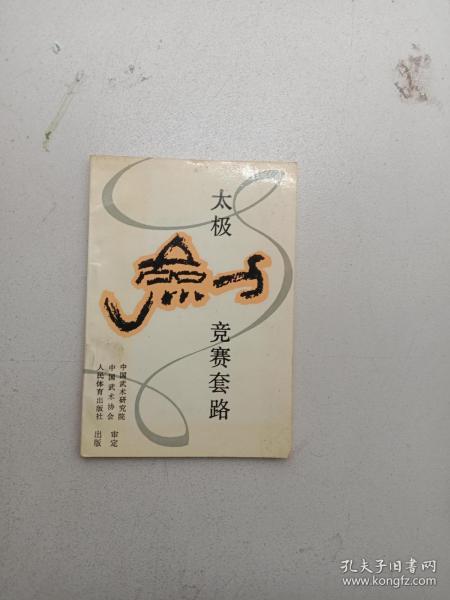 太极
竞赛套路
中国武术研究院
中国武术协会 审定
人民体育出版社 出版
孔夫子旧书网
www.kongfz.com